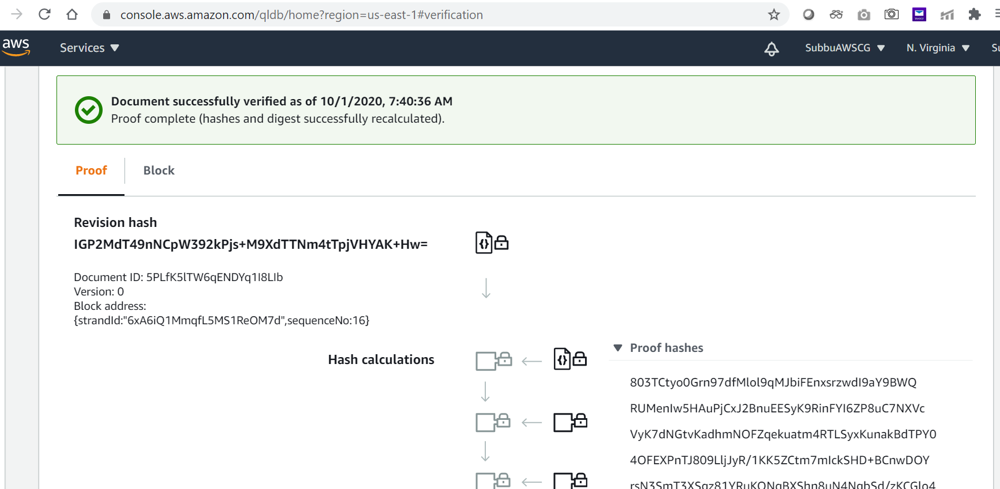 console.aws.amazon.com/qldb/home?region=us-east-1#verification
YAHOO!
aws
Services
SubbuAWSCG
N. Virginia
Su
Document successfully verified as of 10/1/2020, 7:40:36 AM
Proof complete (hashes and digest successfully recalculated).
Proof
Block
Revision hash
IGP2MdT49nNCpW392kPjs+M9XdTTNm4tTpjVHYAK+Hw=
Document ID: 5PLfK5lTW6qENDYq1I8LIb
Version: 0
Block address:
{strandId:"6xA6iQ1MmqfL5MS1ReOM7d",sequenceNo:16}
Hash calculations
Proof hashes
803TCtyo0Grn97dfMlol9qMJbiFEnxsrzwdI9aY9BWQ
RUMenIw5HAuPjCxJ2BnuEESyK9RinFYI6ZP8uC7NXVc
VyK7dNGtvKadhmNOFZqekuatm4RTLSyxKunakBdTPY0
4OFEXPnTJ809LljJyR/1KK5ZCtm7mIckSHD+BCnwDOY